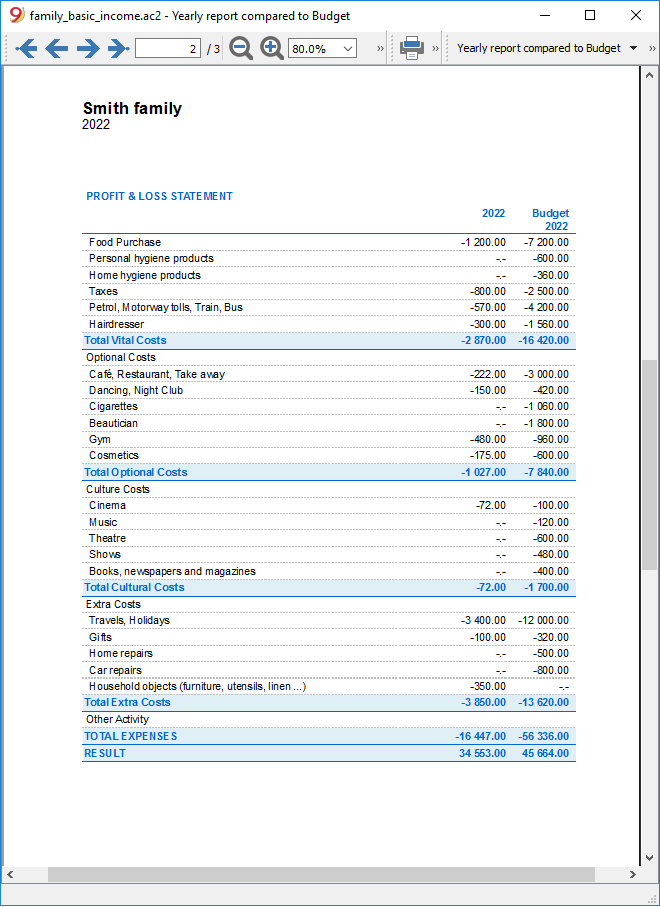 family_basic_income.ac2 - Yearly report compared to Budget
2 / 3 80.0% » » Yearly report compared to Budget »
Smith family
2022
PROFIT & LOSS STATEMENT
2022 Budget
2022
Food Purchase -1 200.00 -7 200.00
Personal hygiene products -.- -600.00
Home hygiene products -.- -360.00
Taxes -800.00 -2 500.00
Petrol, Motorway tolls, Train, Bus -570.00 -4 200.00
Hairdresser -300.00 -1 560.00
Total Vital Costs -2 870.00 -16 420.00
Optional Costs
Café, Restaurant, Take away -222.00 -3 000.00
Dancing, Night Club -150.00 -420.00
Cigarettes -.- -1 060.00
Beautician -.- -1 800.00
Gym -480.00 -960.00
Cosmetics -175.00 -600.00
Total Optional Costs -1 027.00 -7 840.00
Culture Costs
Cinema -72.00 -100.00
Music -.- -120.00
Theatre -.- -600.00
Shows -.- -480.00
Books, newspapers and magazines -.- -400.00
Total Cultural Costs -72.00 -1 700.00
Extra Costs
Travels, Holidays -3 400.00 -12 000.00
Gifts -100.00 -320.00
Home repairs -.- -500.00
Car repairs -.- -800.00
Household objects (furniture, utensils, linen ...) -350.00 -.-
Total Extra Costs -3 850.00 -13 620.00
Other Activity
TOTAL EXPENSES -16 447.00 -56 336.00
RESULT 34 553.00 45 664.00